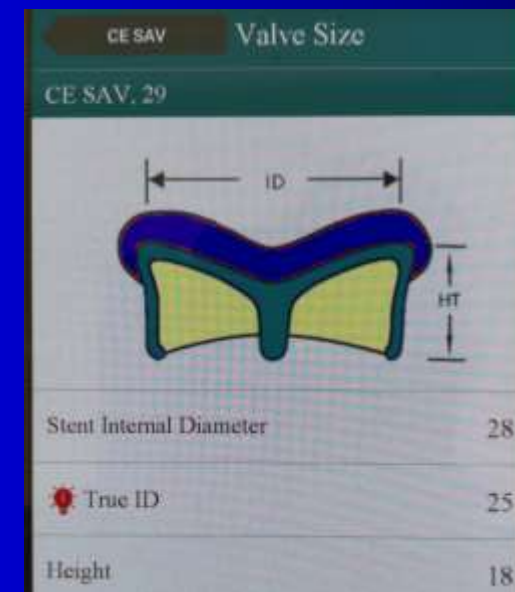 CE SAV
Valve Size
CE SAV, 29
ID
HT
Stent Internal Diameter 28
True ID 25
Height 18